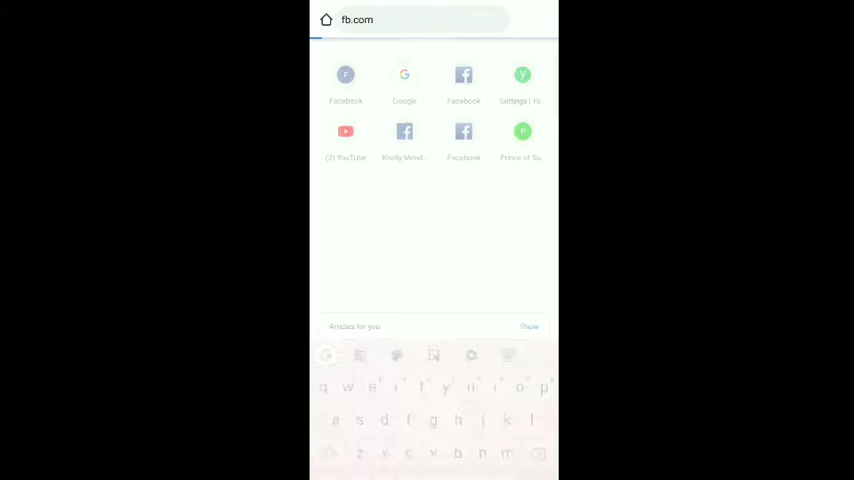 fb.com
F G y
Facebook Google Facebook Settings | Yo...
P
(3) YouTube Khelly Mend... Facebook Prince of Su...
Articles for you Show
q w e r t y u i o p
a s d f g h j k l
z x c v b n m